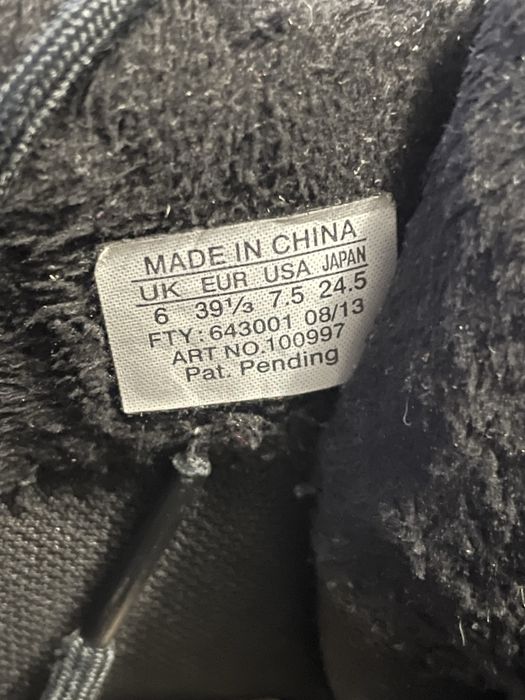 MADE IN CHINA
UK EUR USA JAPAN
6 39⅓ 7.5 24.5
FTY: 643001 08/13
ART NO.100997
Pat. Pending